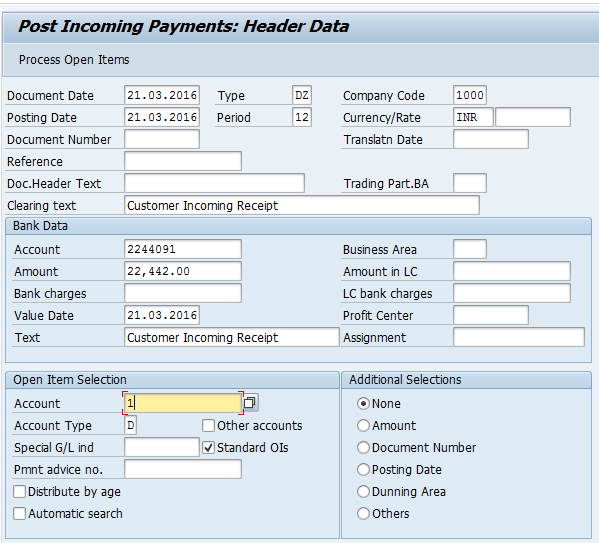 Post Incoming Payments: Header Data
Process Open Items
Document Date 21.03.2016 Type DZ Company Code 1000
Posting Date 21.03.2016 Period 12 Currency/Rate INR
Document Number Translatn Date
Reference
Doc.Header Text Trading Part.BA
Clearing text Customer Incoming Receipt
Bank Data
Account 2244091 Business Area
Amount 22,442.00 Amount in LC
Bank charges LC bank charges
Value Date 21.03.2016 Profit Center
Text Customer Incoming Receipt Assignment
Open Item Selection Additional Selections
Account 1 None
Account Type D Other accounts Amount
Special G/L ind Standard OIs Document Number
Pmnt advice no. Posting Date
Distribute by age Dunning Area
Automatic search Others